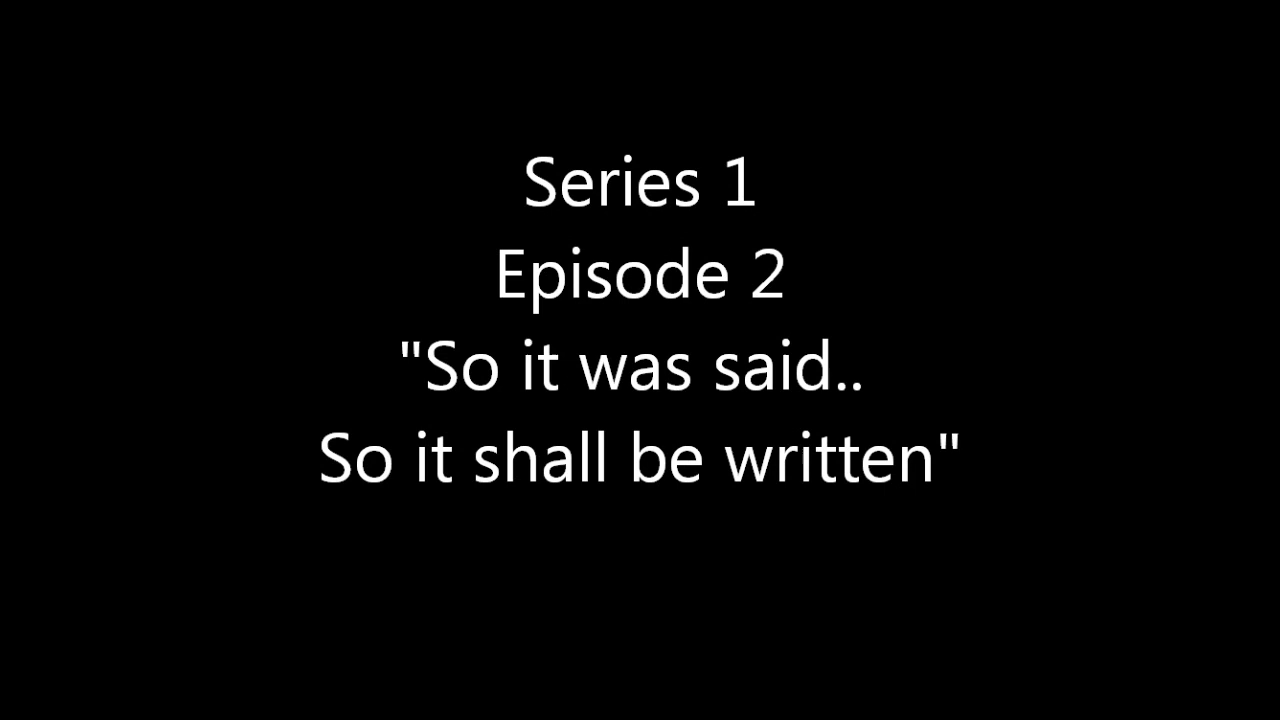 Series 1
Episode 2
"So it was said..
So it shall be written"